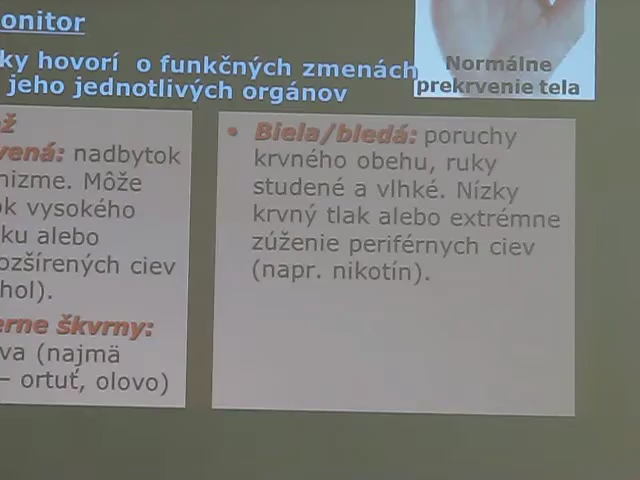 onitor
ky hovorí o funkčných zmenách
jeho jednotlivých orgánov
Normálne
prekrvenie tela
ž
vená: nadbytok
nizme. Môže
ok vysokého
ku alebo
ozšírených ciev
hol).
erne škvrny:
va (najmä
– ortuť, olovo)
• Biela/bledá: poruchy
krvného obehu, ruky
studené a vlhké. Nízky
krvný tlak alebo extrémne
zúženie periférnych ciev
(napr. nikotín).